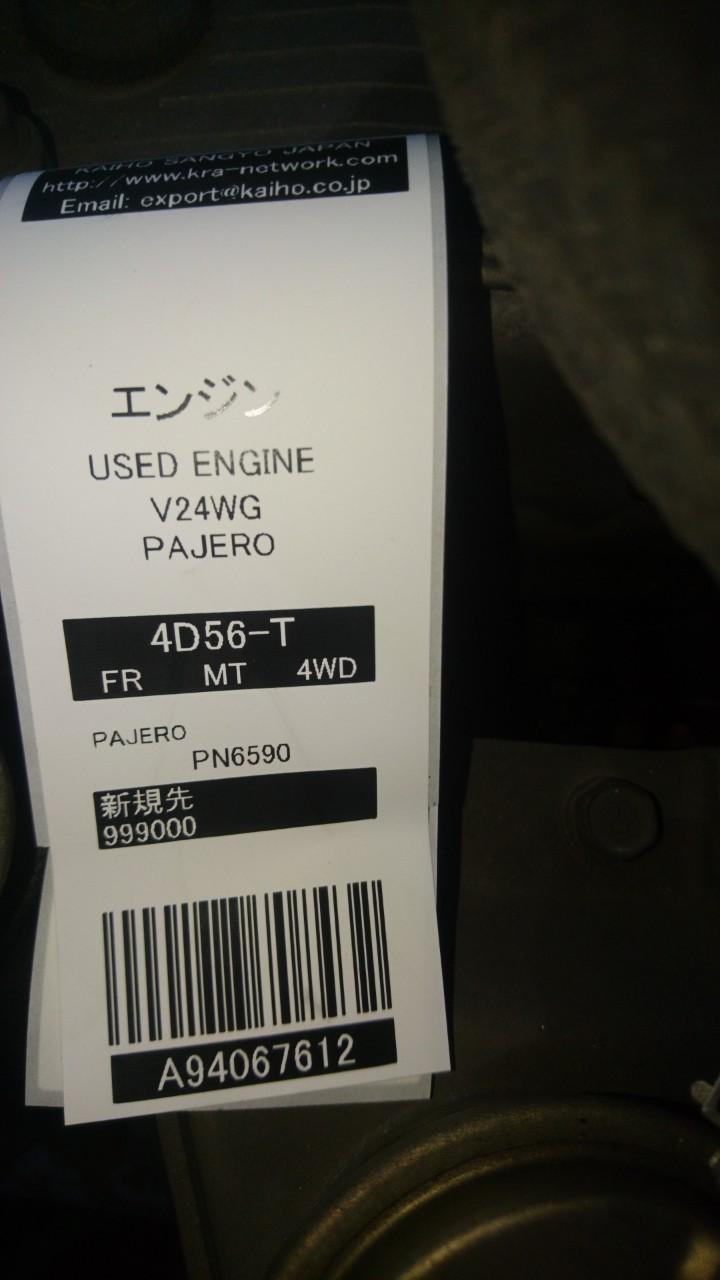 KAIHO SANGYO JAPAN
http://www.kra-network.com
Email: export@kaiho.co.jp
エンジン
USED ENGINE
V24WG
PAJERO
4D56-T
FR MT 4WD
PAJERO
PN6590
新規先
999000
A94067612